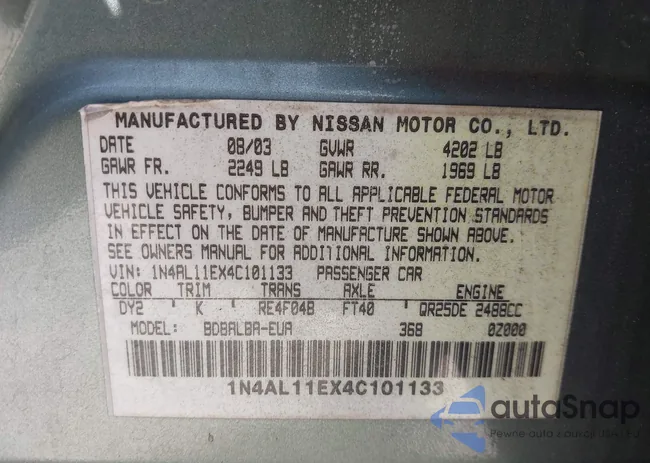 MANUFACTURED BY NISSAN MOTOR CO., LTD.
DATE 08/03 GVWR 4202 LB
GAWR FR. 2249 LB GAWR RR. 1969 LB
THIS VEHICLE CONFORMS TO ALL APPLICABLE FEDERAL MOTOR
VEHICLE SAFETY, BUMPER AND THEFT PREVENTION STANDARDS
IN EFFECT ON THE DATE OF MANUFACTURE SHOWN ABOVE.
SEE OWNERS MANUAL FOR ADDITIONAL INFORMATION.
VIN: 1N4AL11EX4C101133 PASSENGER CAR
COLOR TRIM TRANS AXLE ENGINE
DY2 K RE4F04B FT40 QR25DE 2488CC
MODEL: BDBALBA-EUA 368 0Z000
1N4AL11EX4C101133
autoSnap
Pewne auta